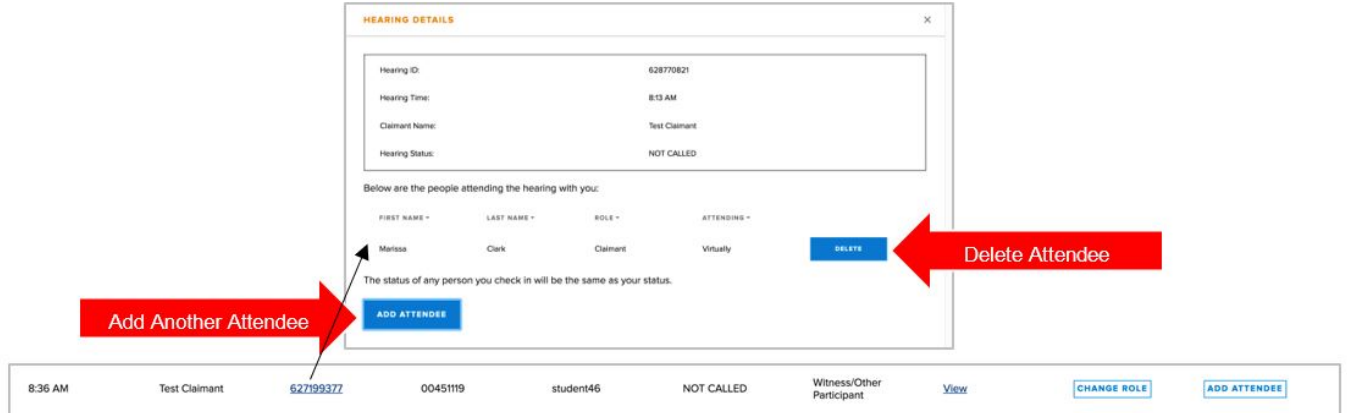 HEARING DETAILS ×
Hearing ID: 628770821
Hearing Time: 8:13 AM
Claimant Name: Test Claimant
Hearing Status: NOT CALLED
Below are the people attending the hearing with you:
FIRST NAME LAST NAME ROLE ATTENDING
Marissa Clark Claimant Virtually DELETE
Delete Attendee
The status of any person you check in will be the same as your status.
Add Another Attendee
ADD ATTENDEE
8:36 AM Test Claimant 627199377 00451119 student46 NOT CALLED Witness/Other View CHANGE ROLE ADD ATTENDEE
Participant